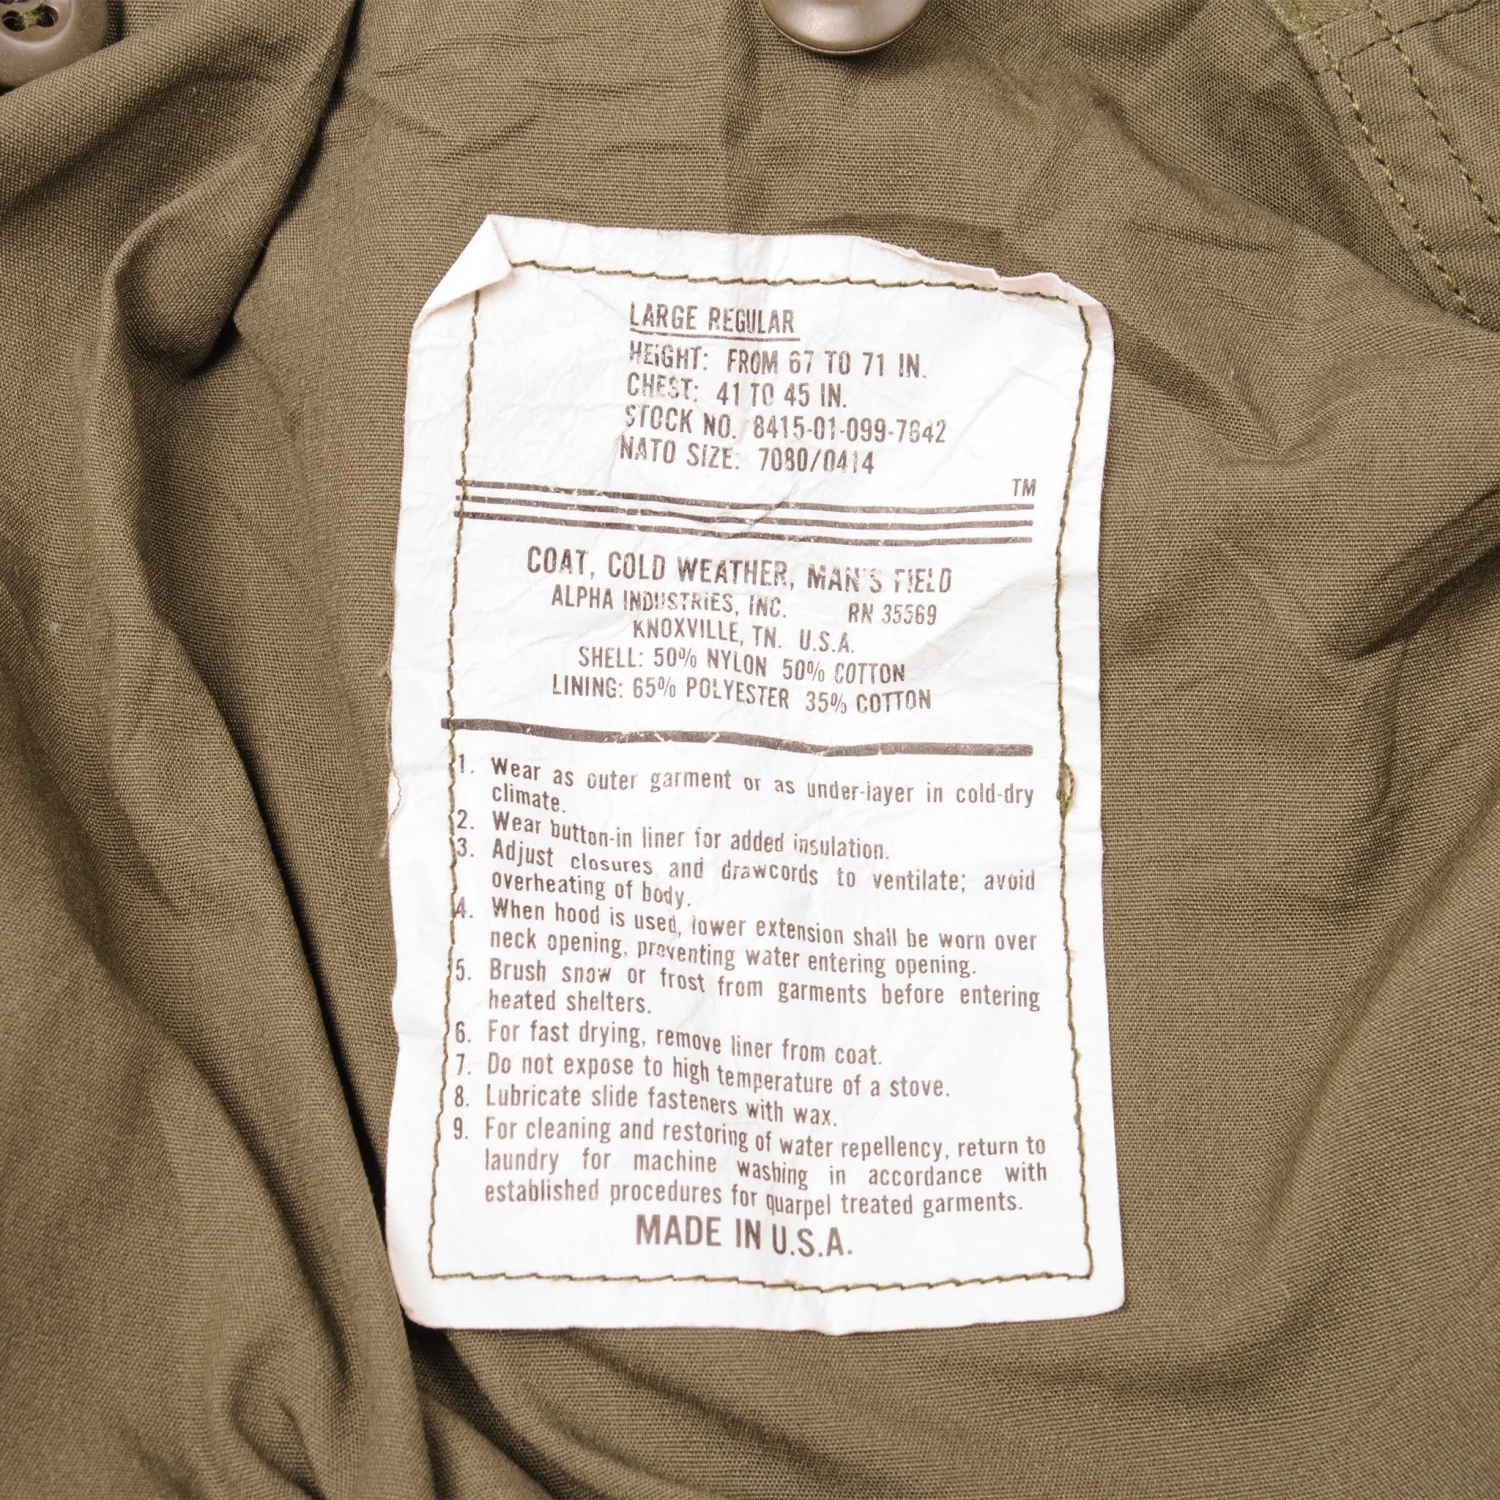 LARGE REGULAR
HEIGHT: FROM 67 TO 71 IN.
CHEST: 41 TO 45 IN.
STOCK NO. 8415-01-099-7842
NATO SIZE: 7080/0414
TM
COAT, COLD WEATHER, MAN'S FIELD
ALPHA INDUSTRIES, INC. RN 35569
KNOXVILLE, TN. U.S.A.
SHELL: 50% NYLON 50% COTTON
LINING: 65% POLYESTER 35% COTTON
1. Wear as outer garment or as under-layer in cold-dry
climate.
2. Wear button-in liner for added insulation.
3. Adjust closures and drawcords to ventilate; avoid
overheating of body.
4. When hood is used, lower extension shall be worn over
neck opening, preventing water entering opening.
5. Brush snow or frost from garments before entering
heated shelters.
6. For fast drying, remove liner from coat.
7. Do not expose to high temperature of a stove.
8. Lubricate slide fasteners with wax.
9. For cleaning and restoring of water repellency, return to
laundry for machine washing in accordance with
established procedures for quarpel treated garments.
MADE IN U.S.A.